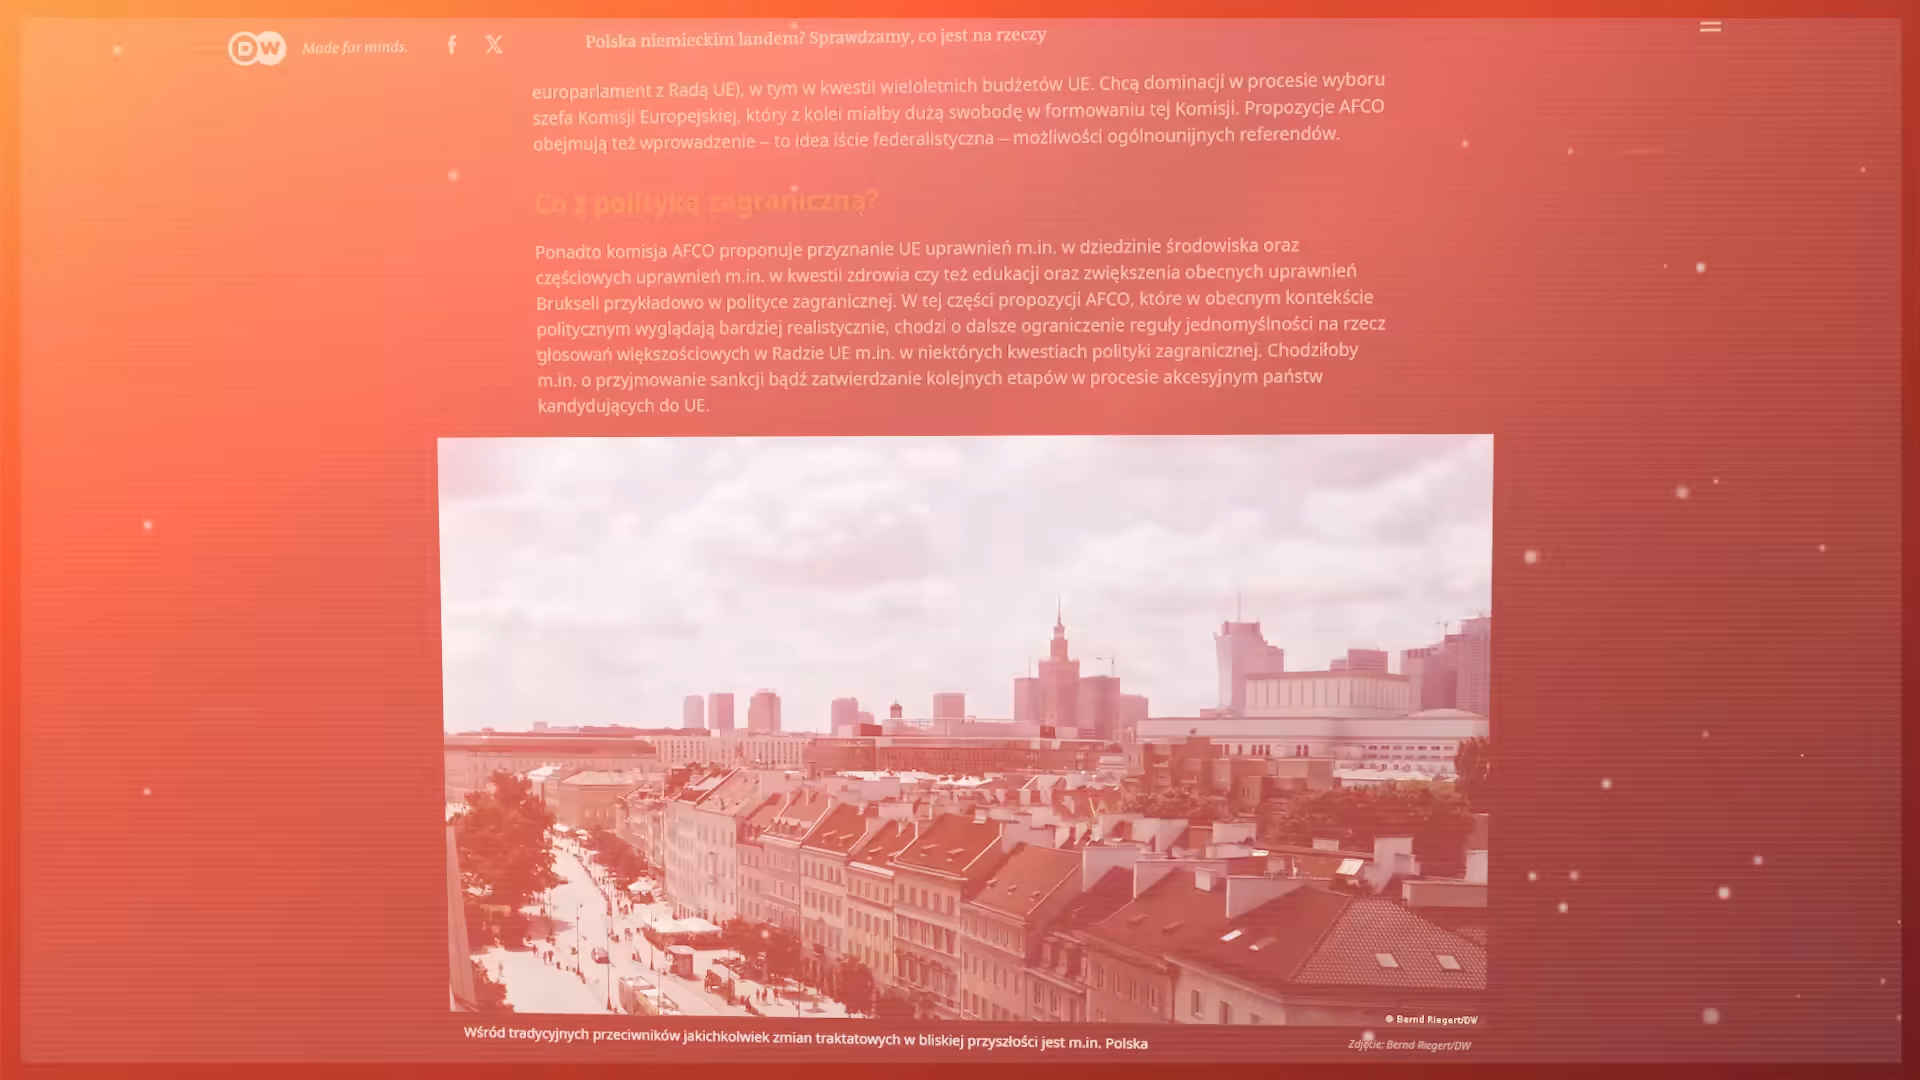 DW Made for minds.
Polska niemieckim landem? Sprawdzamy, co jest na rzeczy
europarlament z Radą UE), w tym w kwestii wieloletnich budżetów UE. Chcą dominacji w procesie wyboru
szefa Komisji Europejskiej, który z kolei miałby dużą swobodę w formowaniu tej Komisji. Propozycje AFCO
obejmują też wprowadzenie – to idea iście federalistyczna – możliwości ogólnounijnych referendów.
Co z polityką zagraniczną?
Ponadto komisja AFCO proponuje przyznanie UE uprawnień m.in. w dziedzinie środowiska oraz
częściowych uprawnień m.in. w kwestii zdrowia czy też edukacji oraz zwiększenia obecnych uprawnień
Brukseli przykładowo w polityce zagranicznej. W tej części propozycji AFCO, które w obecnym kontekście
politycznym wyglądają bardziej realistycznie, chodzi o dalsze ograniczenie reguły jednomyślności na rzecz
głosowań większościowych w Radzie UE m.in. w niektórych kwestiach polityki zagranicznej. Chodziłoby
m.in. o przyjmowanie sankcji bądź zatwierdzanie kolejnych etapów w procesie akcesyjnym państw
kandydujących do UE.
© Bernd Riegert/DW
Wśród tradycyjnych przeciwników jakichkolwiek zmian traktatowych w bliskiej przyszłości jest m.in. Polska
Zdjęcie: Bernd Riegert/DW